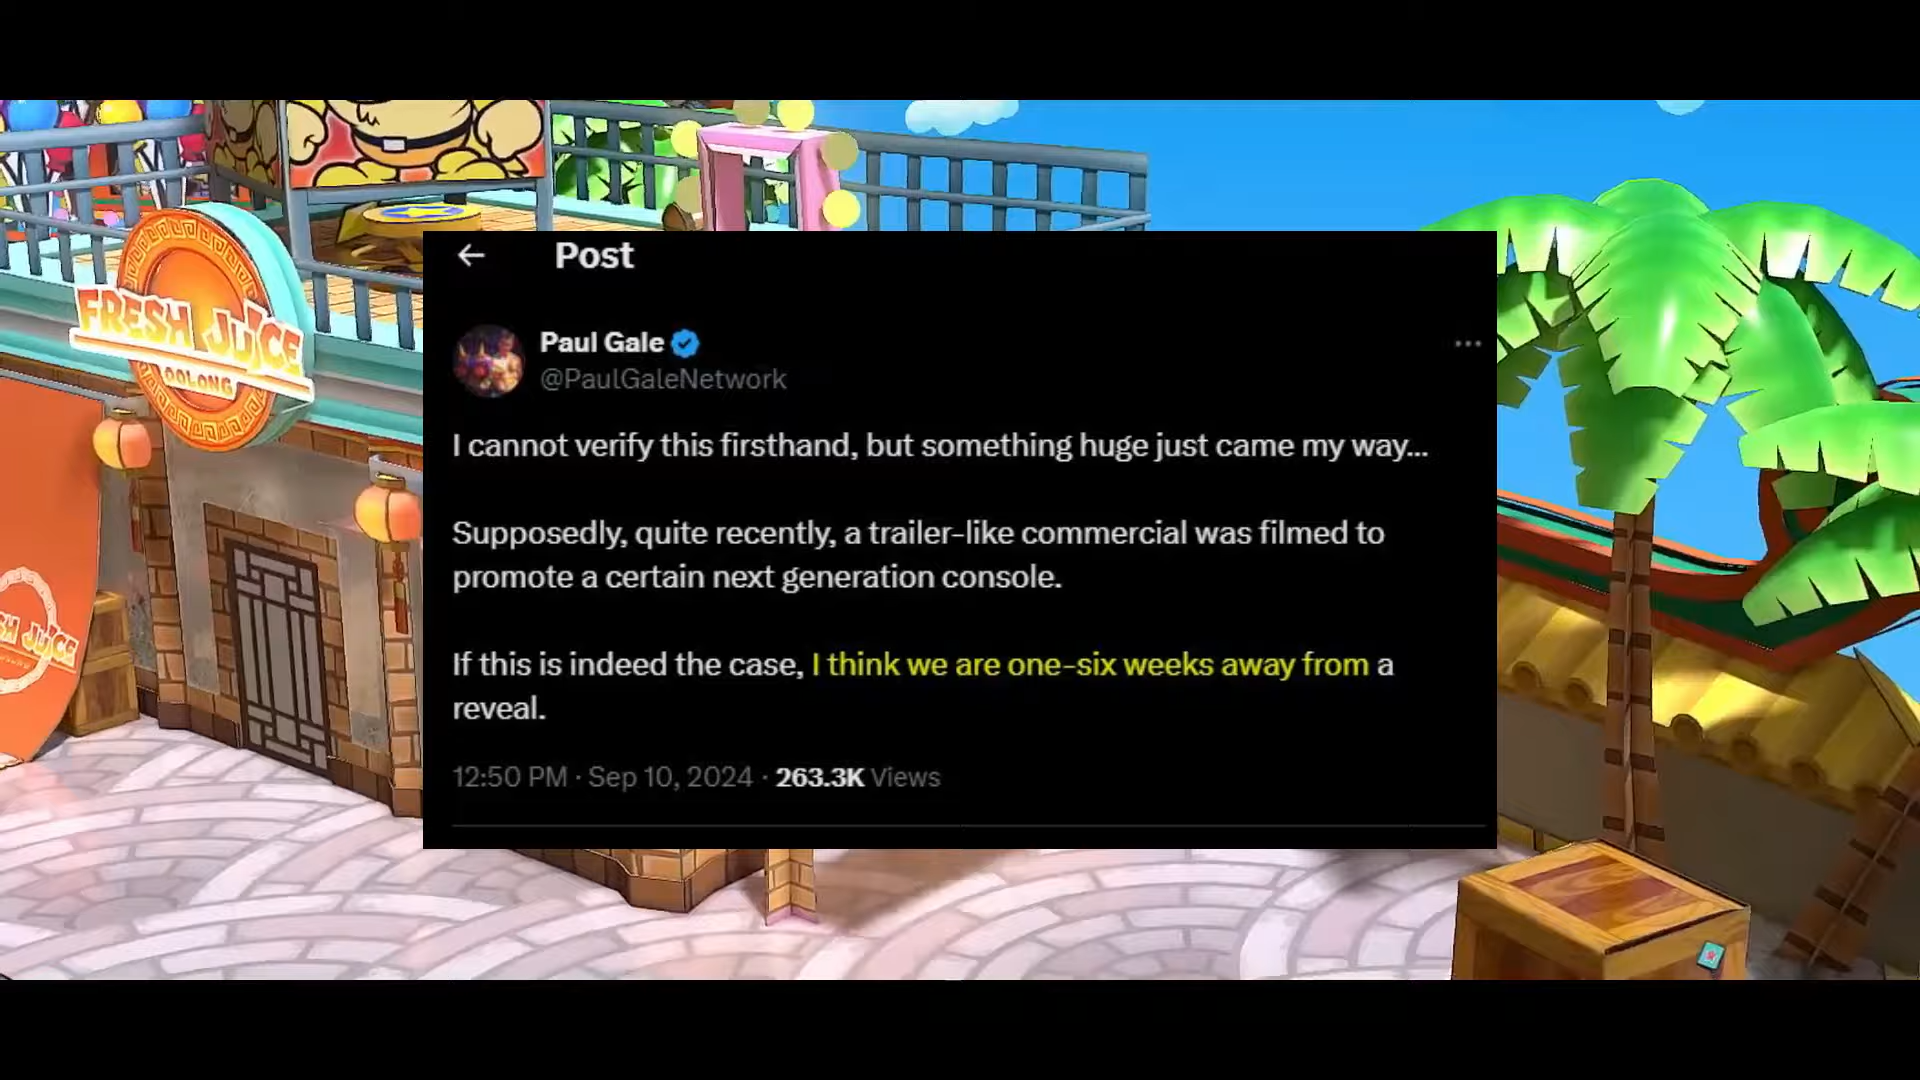 FRESH JUICE
OOLONG
SH JUICE
Post
Paul Gale
@PaulGaleNetwork
I cannot verify this firsthand, but something huge just came my way...
Supposedly, quite recently, a trailer-like commercial was filmed to
promote a certain next generation console.
If this is indeed the case, I think we are one-six weeks away from a
reveal.
12:50 PM · Sep 10, 2024 · 263.3K Views